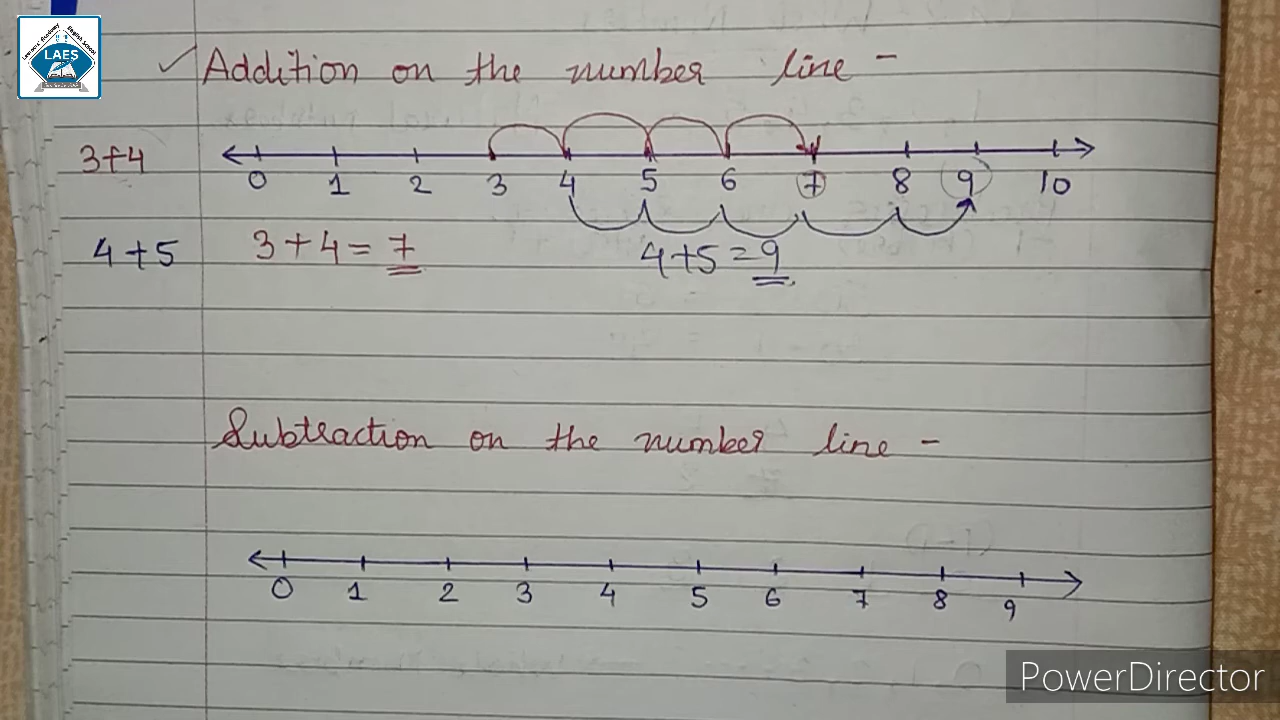 LAES
Addition on the number line -
3+4
0 1 2 3 4 5 6 7 8 9 10
4+5 3+4=7 4+5=9
Subtraction on the number line -
0 1 2 3 4 5 6 7 8 9
PowerDirector